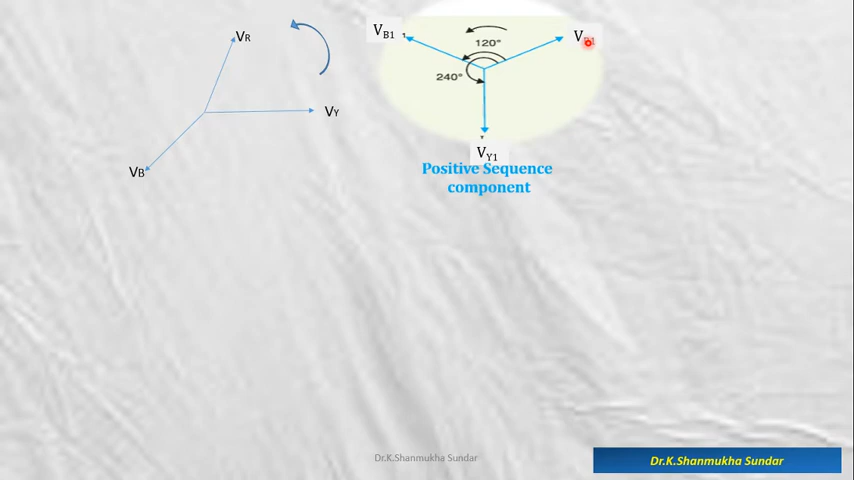 VR
VY
VB
VB1
120°
240°
VY1
Positive Sequence
component
Dr.K.Shanmukha Sundar
Dr.K.Shanmukha Sundar